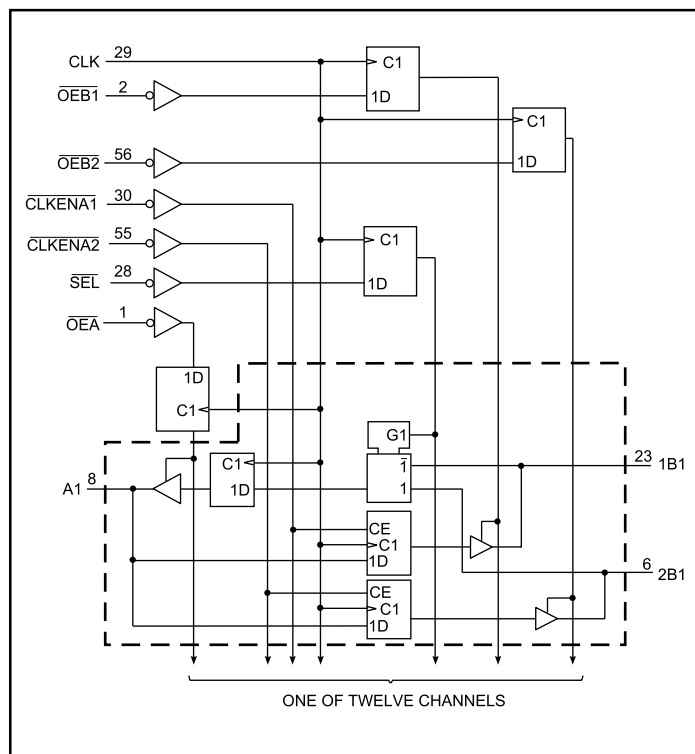 CLK 29
C1
OEB1 2
1D
C1
OEB2 56
1D
CLKENA1 30
CLKENA2 55
C1
SEL 28
1D
OEA 1
1D
C1
G1
C1
1̅
23 1B1
A1 8
1D
1
CE
C1
1D
6 2B1
CE
C1
1D
ONE OF TWELVE CHANNELS